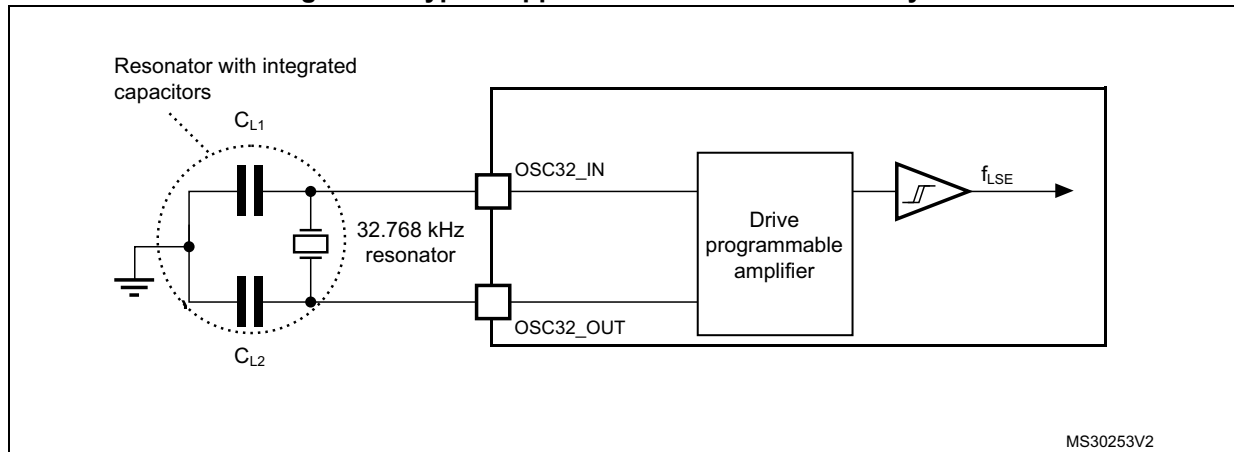 Resonator with integrated
capacitors
CL1
OSC32_IN
fLSE
32.768 kHz
resonator
Drive
programmable
amplifier
OSC32_OUT
CL2
MS30253V2